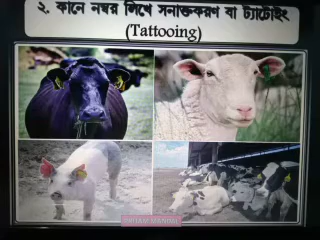 ২. কানে নম্বর লিখে সনাক্তকরণ বা ট্যাটোইং
(Tattooing)